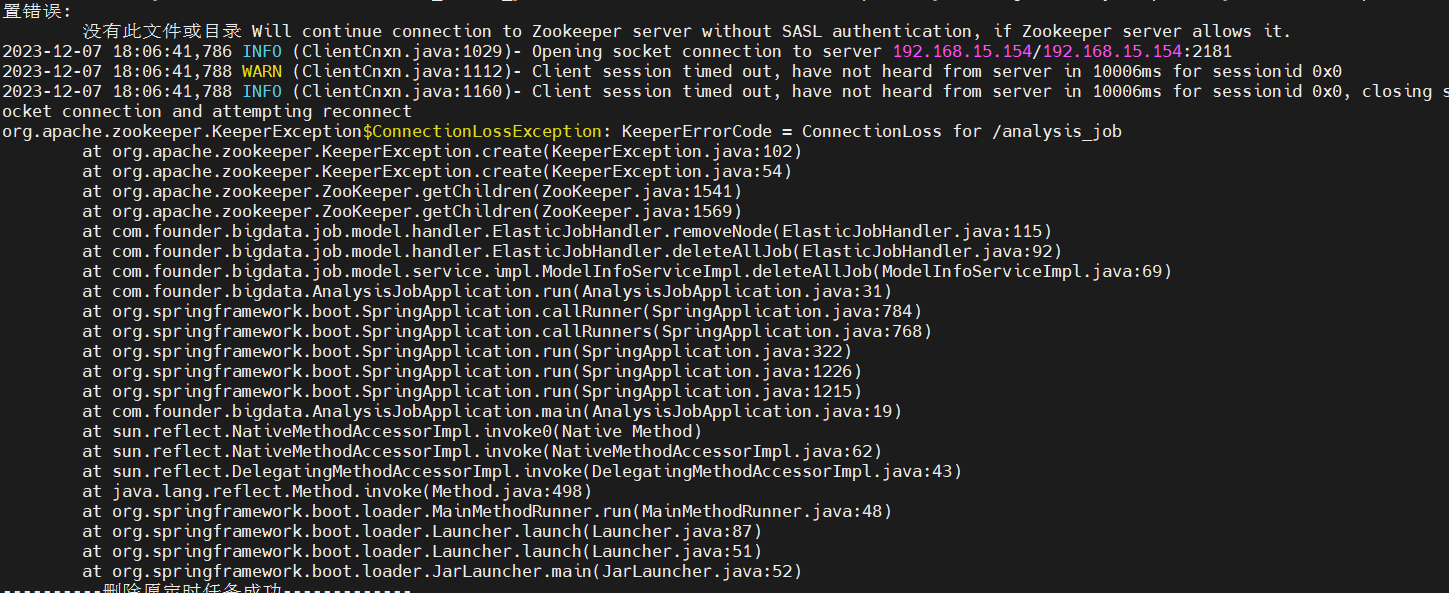 置错误:
        没有此文件或目录 Will continue connection to Zookeeper server without SASL authentication, if Zookeeper server allows it.
2023-12-07 18:06:41,786 INFO (ClientCnxn.java:1029)- Opening socket connection to server 192.168.15.154/192.168.15.154:2181
2023-12-07 18:06:41,788 WARN (ClientCnxn.java:1112)- Client session timed out, have not heard from server in 10006ms for sessionid 0x0
2023-12-07 18:06:41,788 INFO (ClientCnxn.java:1160)- Client session timed out, have not heard from server in 10006ms for sessionid 0x0, closing s
ocket connection and attempting reconnect
org.apache.zookeeper.KeeperException$ConnectionLossException: KeeperErrorCode = ConnectionLoss for /analysis_job
        at org.apache.zookeeper.KeeperException.create(KeeperException.java:102)
        at org.apache.zookeeper.KeeperException.create(KeeperException.java:54)
        at org.apache.zookeeper.ZooKeeper.getChildren(ZooKeeper.java:1541)
        at org.apache.zookeeper.ZooKeeper.getChildren(ZooKeeper.java:1569)
        at com.founder.bigdata.job.model.handler.ElasticJobHandler.removeNode(ElasticJobHandler.java:115)
        at com.founder.bigdata.job.model.handler.ElasticJobHandler.deleteAllJob(ElasticJobHandler.java:92)
        at com.founder.bigdata.job.model.service.impl.ModelInfoServiceImpl.deleteAllJob(ModelInfoServiceImpl.java:69)
        at com.founder.bigdata.AnalysisJobApplication.run(AnalysisJobApplication.java:31)
        at org.springframework.boot.SpringApplication.callRunner(SpringApplication.java:784)
        at org.springframework.boot.SpringApplication.callRunners(SpringApplication.java:768)
        at org.springframework.boot.SpringApplication.run(SpringApplication.java:322)
        at org.springframework.boot.SpringApplication.run(SpringApplication.java:1226)
        at org.springframework.boot.SpringApplication.run(SpringApplication.java:1215)
        at com.founder.bigdata.AnalysisJobApplication.main(AnalysisJobApplication.java:19)
        at sun.reflect.NativeMethodAccessorImpl.invoke0(Native Method)
        at sun.reflect.NativeMethodAccessorImpl.invoke(NativeMethodAccessorImpl.java:62)
        at sun.reflect.DelegatingMethodAccessorImpl.invoke(DelegatingMethodAccessorImpl.java:43)
        at java.lang.reflect.Method.invoke(Method.java:498)
        at org.springframework.boot.loader.MainMethodRunner.run(MainMethodRunner.java:48)
        at org.springframework.boot.loader.Launcher.launch(Launcher.java:87)
        at org.springframework.boot.loader.Launcher.launch(Launcher.java:51)
        at org.springframework.boot.loader.JarLauncher.main(JarLauncher.java:52)
----------删除原定时任务成功-------------